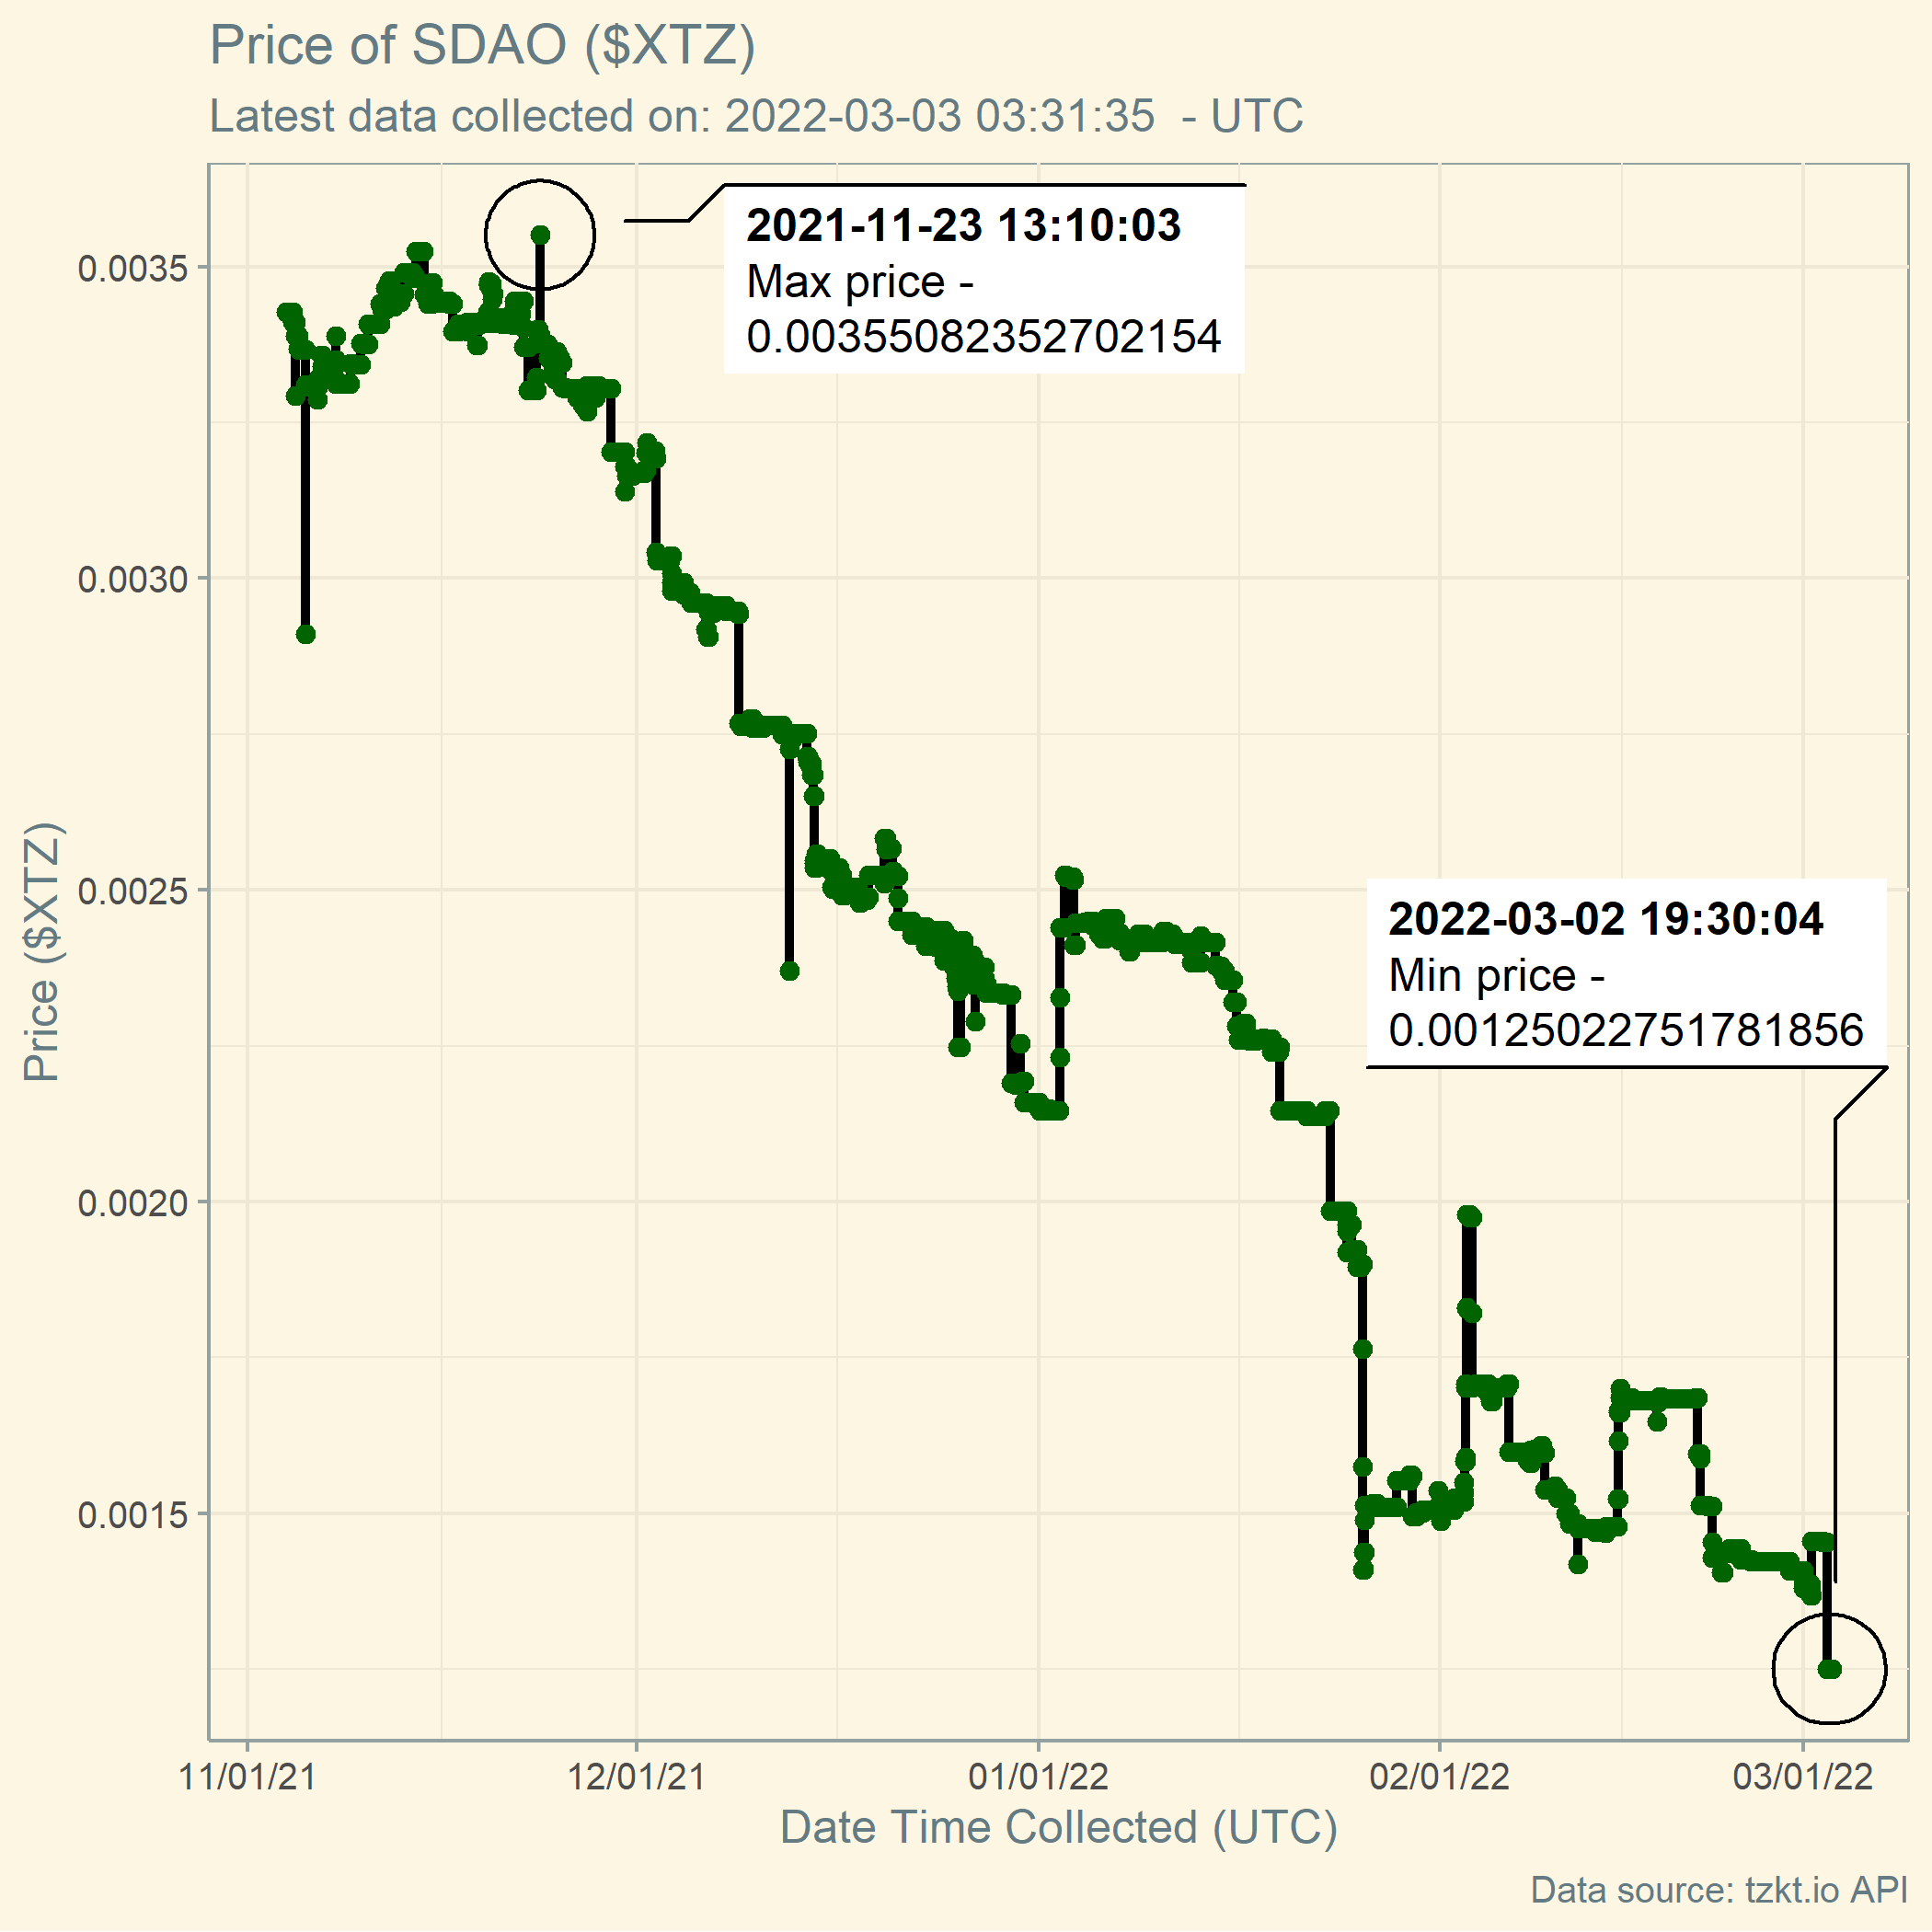 Price of SDAO ($XTZ)
Latest data collected on: 2022-03-03 03:31:35  - UTC
2021-11-23 13:10:03
Max price -
0.00355082352702154
0.0035
0.0030
0.0025
0.0020
0.0015
Price ($XTZ)
2022-03-02 19:30:04
Min price -
0.00125022751781856
11/01/21
12/01/21
01/01/22
02/01/22
03/01/22
Date Time Collected (UTC)
Data source: tzkt.io API